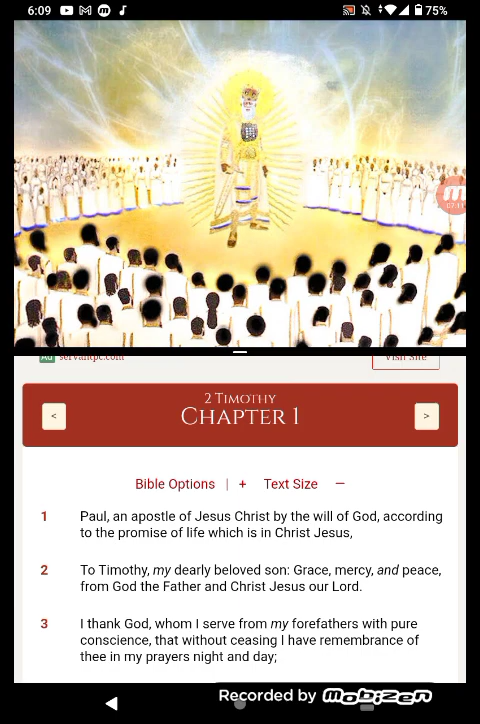 6:09
75%
07:11
Ad servantpc.com
Visit Site
2 Timothy
Chapter 1
<
>
Bible Options | + Text Size −
1 Paul, an apostle of Jesus Christ by the will of God, according
to the promise of life which is in Christ Jesus,
2 To Timothy, my dearly beloved son: Grace, mercy, and peace,
from God the Father and Christ Jesus our Lord.
3 I thank God, whom I serve from my forefathers with pure
conscience, that without ceasing I have remembrance of
thee in my prayers night and day;
Recorded by Mobizen